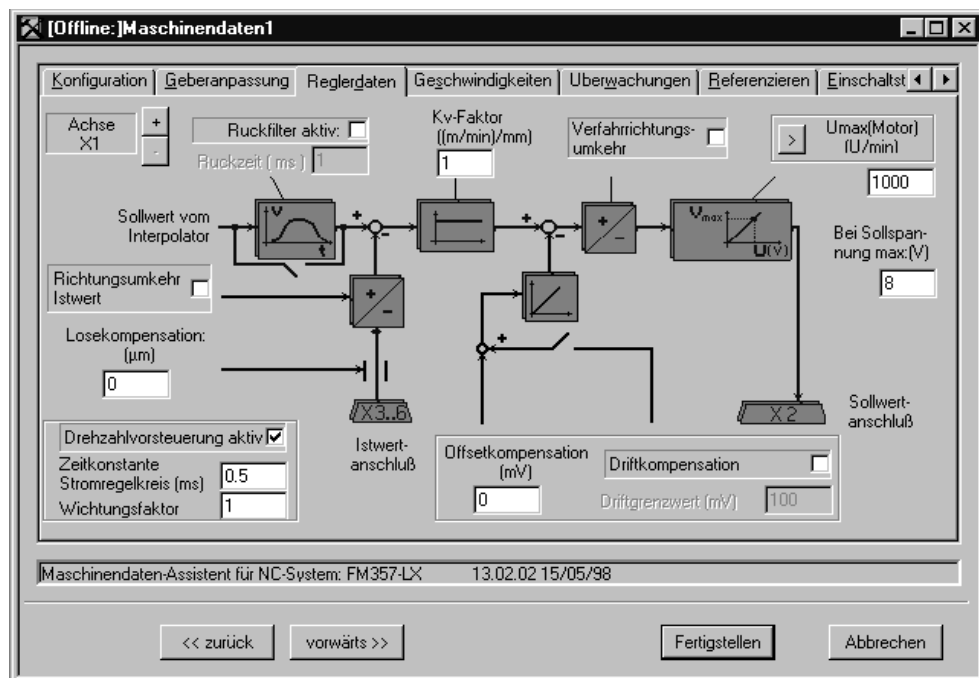 [Offline:]Maschinendaten1
Konfiguration Geberanpassung Reglerdaten Geschwindigkeiten Überwachungen Referenzieren Einschaltst
Achse
X1
+
-
Ruckfilter aktiv:
Ruckzeit ( ms ) 1
Kv-Faktor
((m/min)/mm)
1
Verfahrrichtungs-
umkehr
> Umax(Motor)
(U/min)
1000
Sollwert vom
Interpolator
V
t
+
-
+
-
+
-
Vmax
U(V)
Bei Sollspan-
nung max:(V)
8
Richtungsumkehr
Istwert
+
-
Losekompensation:
(µm)
0
+
X3..6
Istwert-
anschluß
X 2
Sollwert-
anschluß
Drehzahlvorsteuerung aktiv
Zeitkonstante
Stromregelkreis (ms) 0.5
Wichtungsfaktor 1
Offsetkompensation
(mV)
0
Driftkompensation
Driftgrenzwert (mV) 100
Maschinendaten-Assistent für NC-System: FM357-LX 13.02.02 15/05/98
<< zurück vorwärts >> Fertigstellen Abbrechen